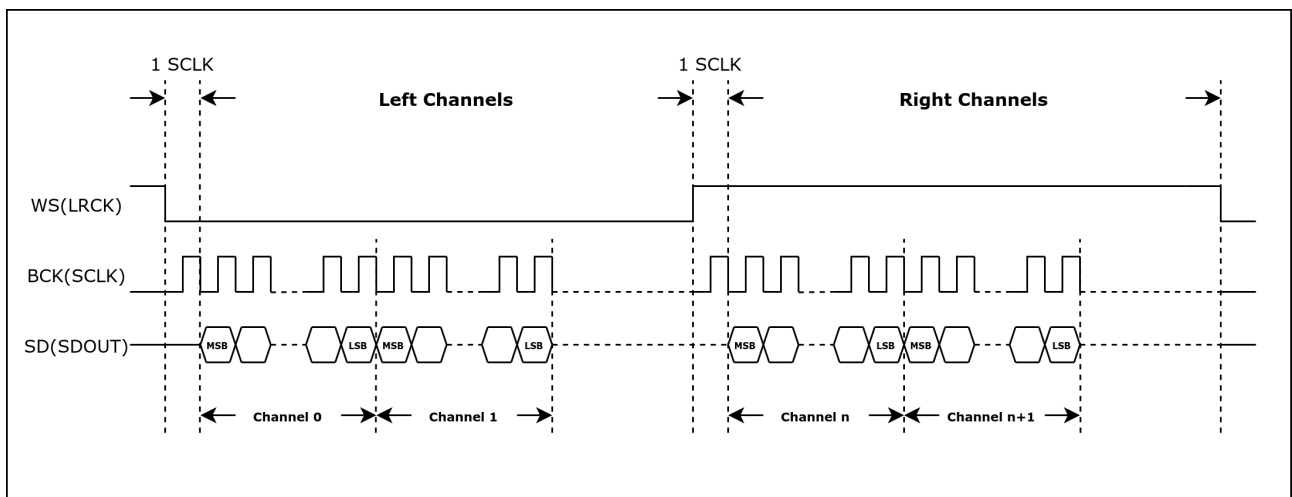 1 SCLK
1 SCLK
Left Channels
Right Channels
WS(LRCK)
BCK(SCLK)
SD(SDOUT)
MSB
LSB
MSB
LSB
MSB
LSB
MSB
LSB
Channel 0
Channel 1
Channel n
Channel n+1